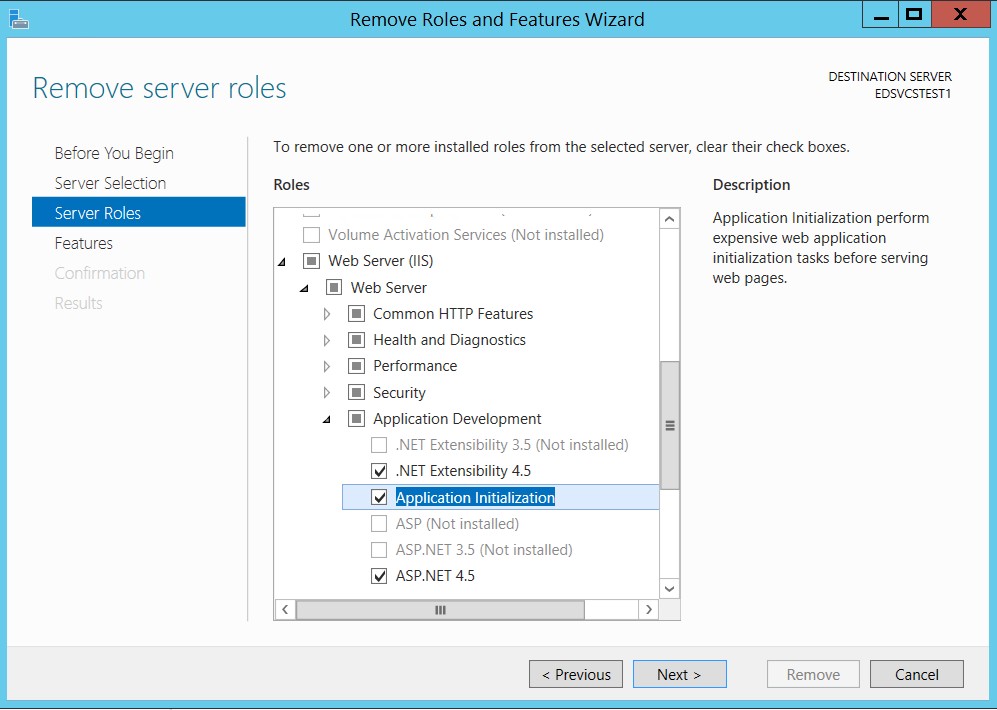 Remove Roles and Features Wizard
Remove server roles
DESTINATION SERVER
EDSVCSTEST1
Before You Begin
Server Selection
Server Roles
Features
Confirmation
Results
To remove one or more installed roles from the selected server, clear their check boxes.
Roles
Volume Activation Services (Not installed)
Web Server (IIS)
Web Server
Common HTTP Features
Health and Diagnostics
Performance
Security
Application Development
.NET Extensibility 3.5 (Not installed)
.NET Extensibility 4.5
Application Initialization
ASP (Not installed)
ASP.NET 3.5 (Not installed)
ASP.NET 4.5
Description
Application Initialization perform
expensive web application
initialization tasks before serving
web pages.
< Previous
Next >
Remove
Cancel